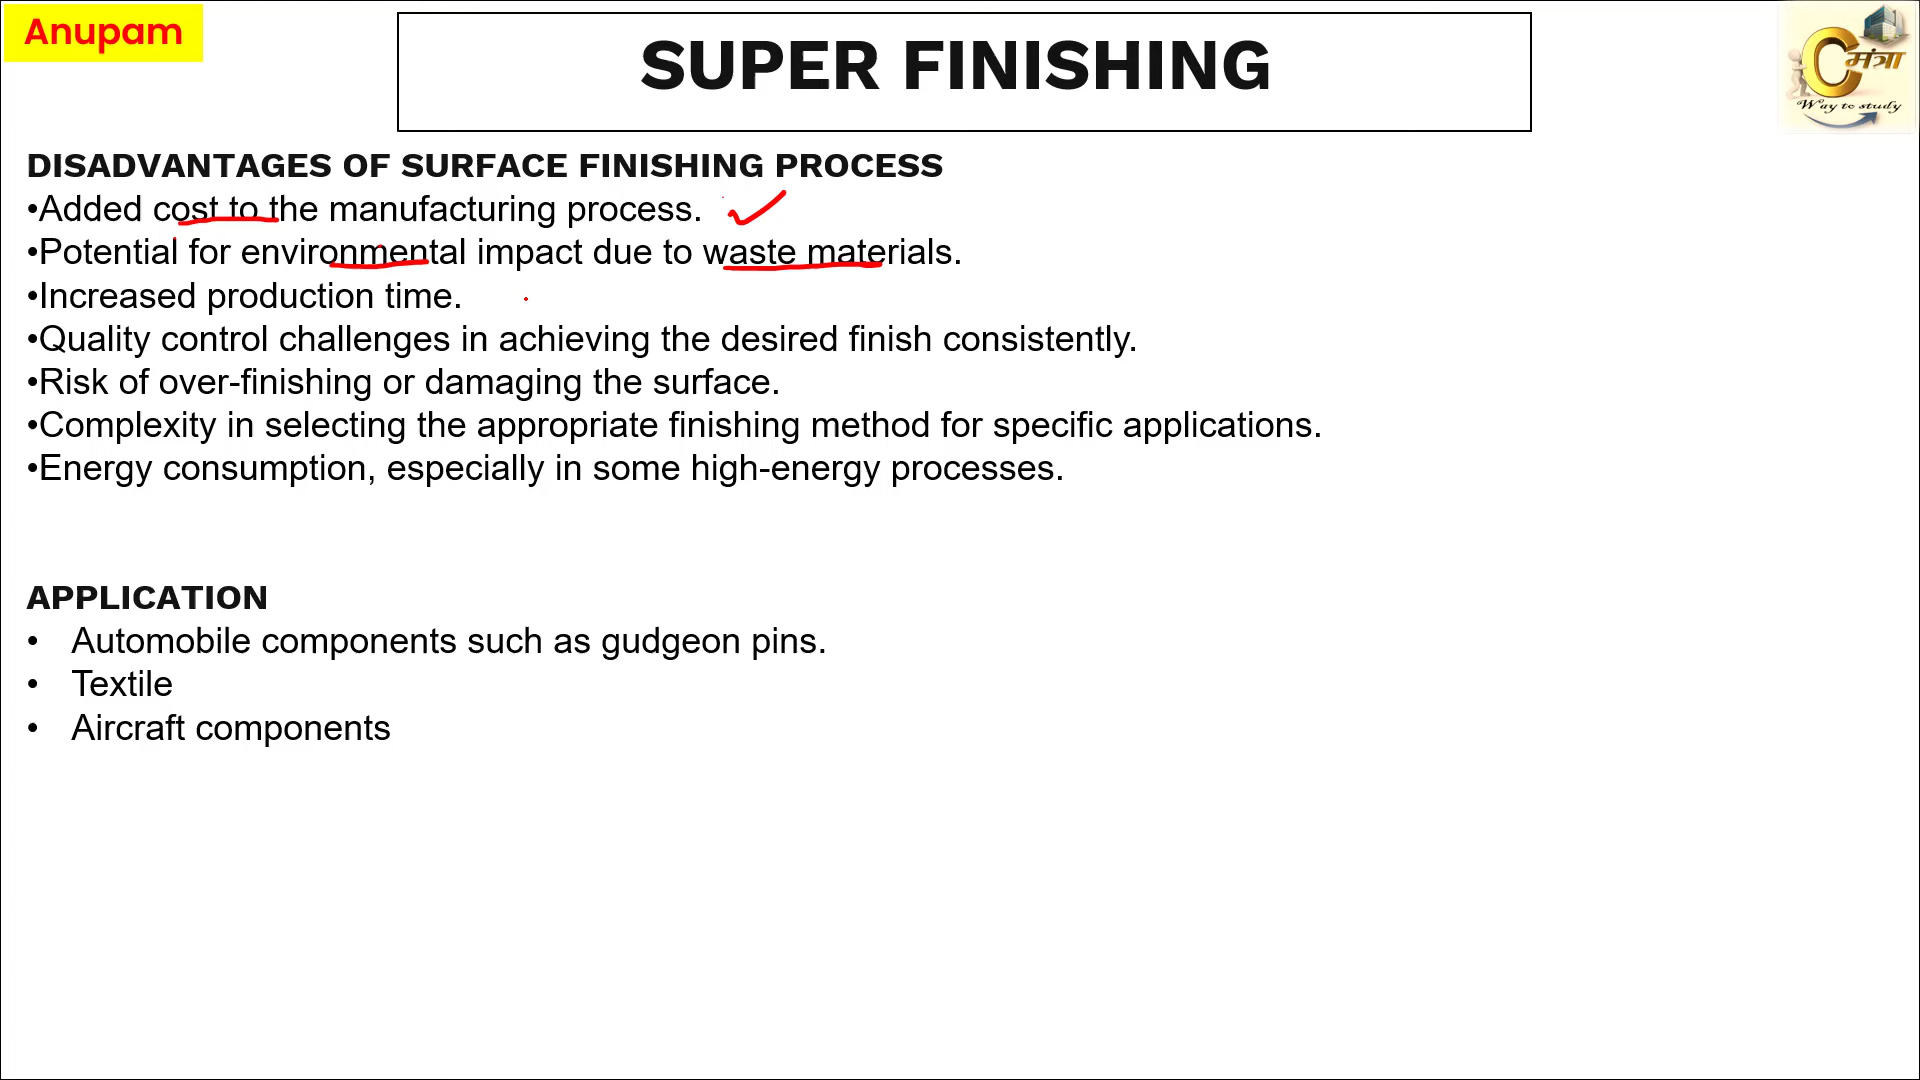 Anupam
SUPER FINISHING
C मंत्रा
Way to study
DISADVANTAGES OF SURFACE FINISHING PROCESS
•Added cost to the manufacturing process.
•Potential for environmental impact due to waste materials.
•Increased production time.
•Quality control challenges in achieving the desired finish consistently.
•Risk of over-finishing or damaging the surface.
•Complexity in selecting the appropriate finishing method for specific applications.
•Energy consumption, especially in some high-energy processes.
APPLICATION
• Automobile components such as gudgeon pins.
• Textile
• Aircraft components